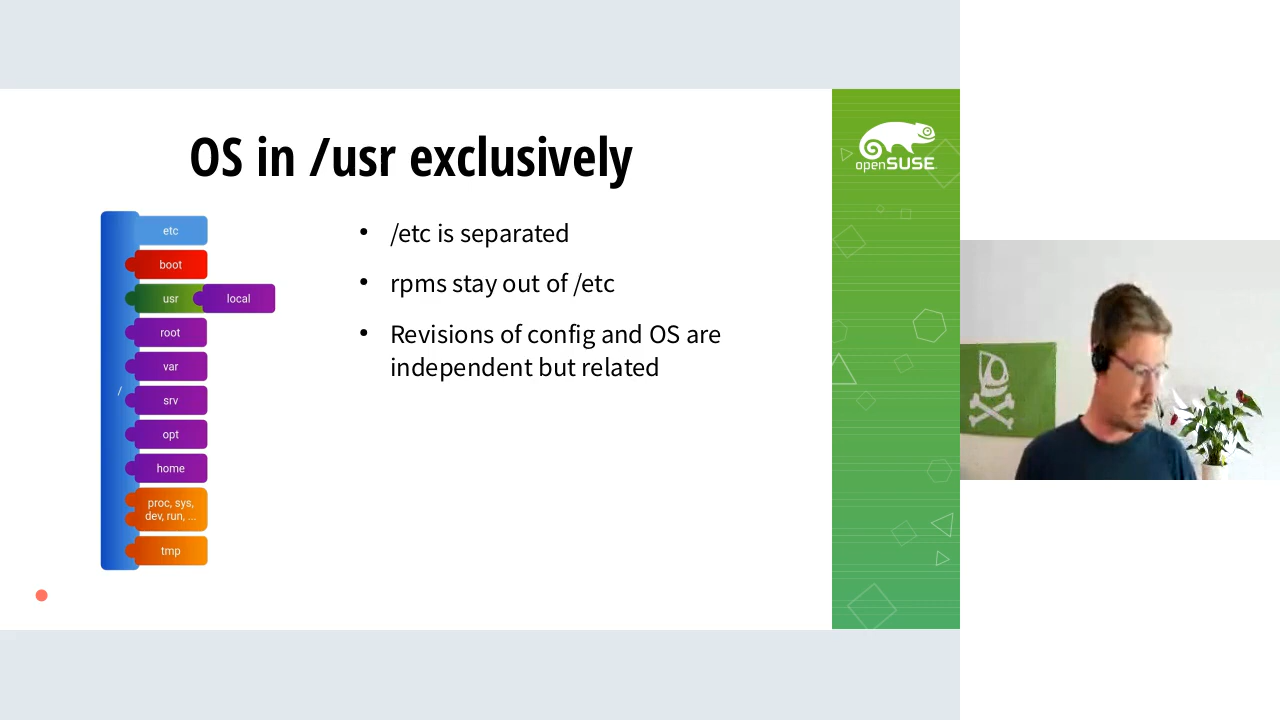 OS in /usr exclusively
openSUSE
etc
boot
usr
local
root
var
/
srv
opt
home
proc, sys,
dev, run, ...
tmp
• /etc is separated
• rpms stay out of /etc
• Revisions of config and OS are
independent but related